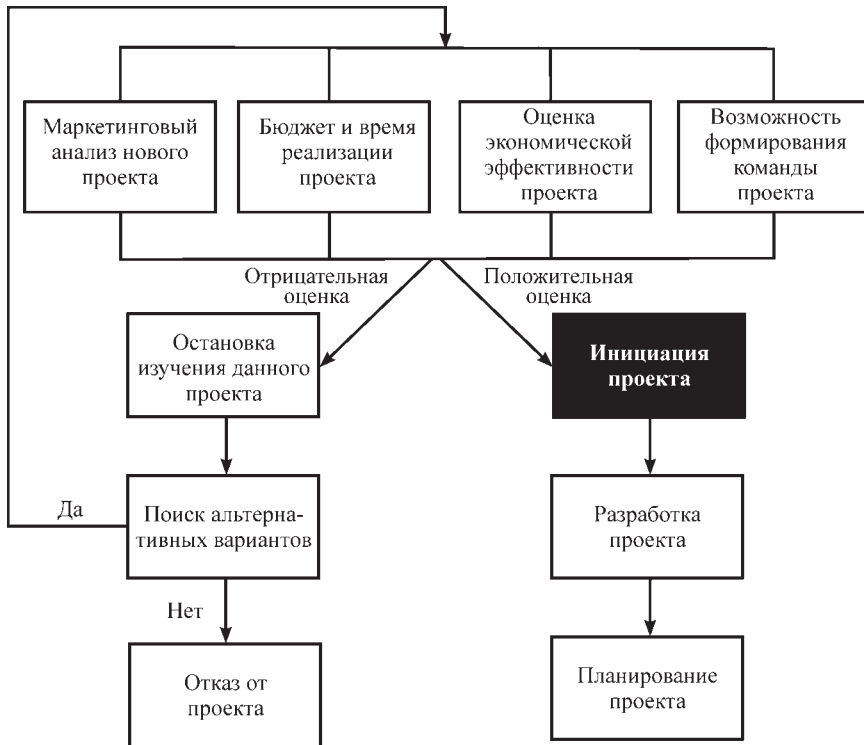 Маркетинговый
анализ нового
проекта
Бюджет и время
реализации
проекта
Оценка
экономической
эффективности
проекта
Возможность
формирования
команды
проекта
Отрицательная
оценка
Положительная
оценка
Остановка
изучения данного
проекта
Инициация
проекта
Да
Поиск альтерна-
тивных вариантов
Разработка
проекта
Нет
Отказ от
проекта
Планирование
проекта